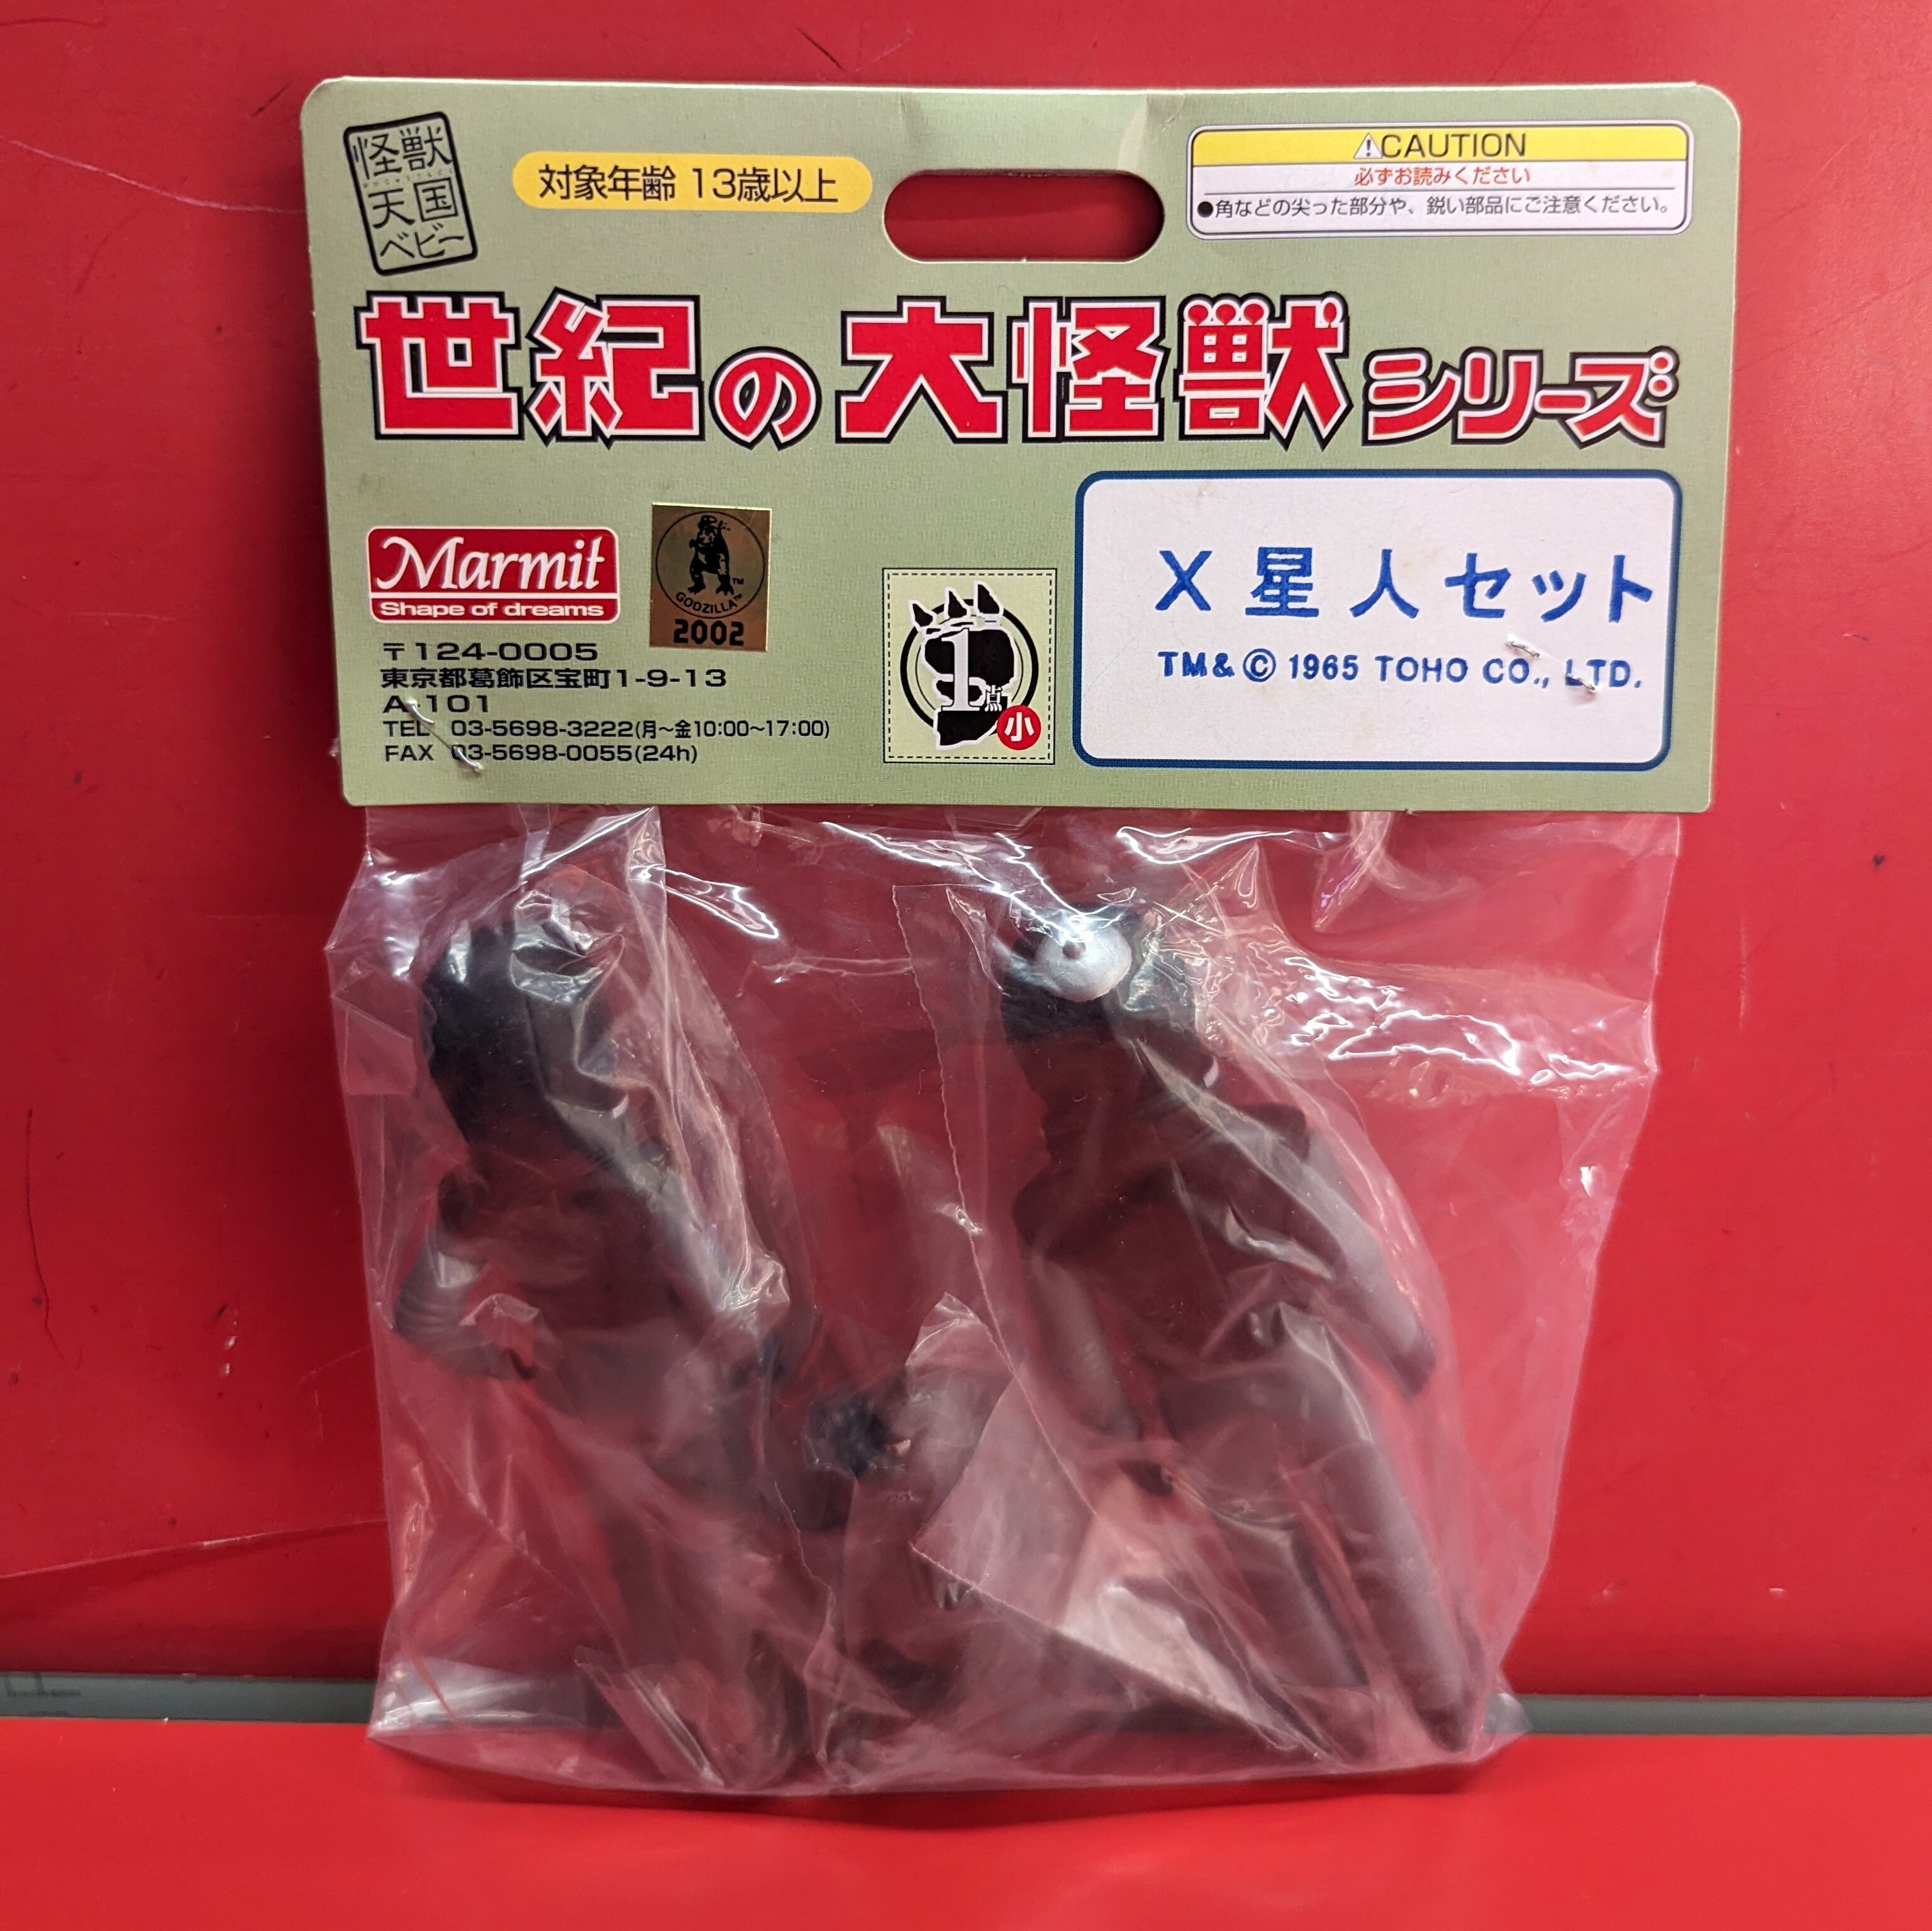 怪獣
天国
ベビー
対象年齢 13歳以上
⚠CAUTION
必ずお読みください
●角などの尖った部分や、鋭い部品にご注意ください。
世紀の大怪獣シリーズ
Marmit
Shape of dreams
GODZILLA™
2002
〒124-0005
東京都葛飾区宝町1-9-13
A-101
TEL 03-5698-3222(月〜金10:00〜17:00)
FAX 03-5698-0055(24h)
1点
小
X星人セット
TM&©1965 TOHO CO., LTD.